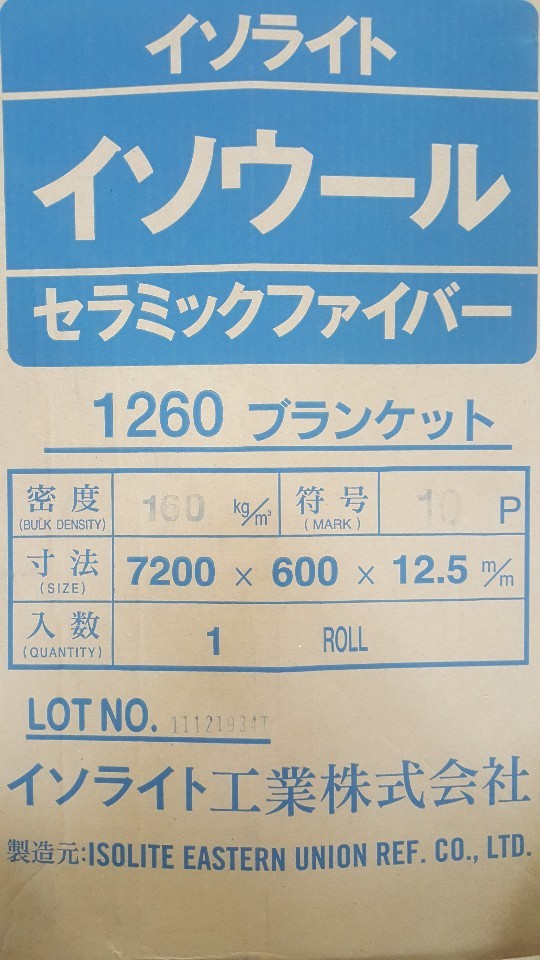 イソライト
イソウール
セラミックファイバー
1260 ブランケット
密度 160 kg/m³ 符号 10 P
(BULK DENSITY) (MARK)
寸法 7200 × 600 × 12.5 m/m
(SIZE)
入数 1 ROLL
(QUANTITY)
LOT NO. 11121934T
イソライト工業株式会社
製造元:ISOLITE EASTERN UNION REF. CO., LTD.